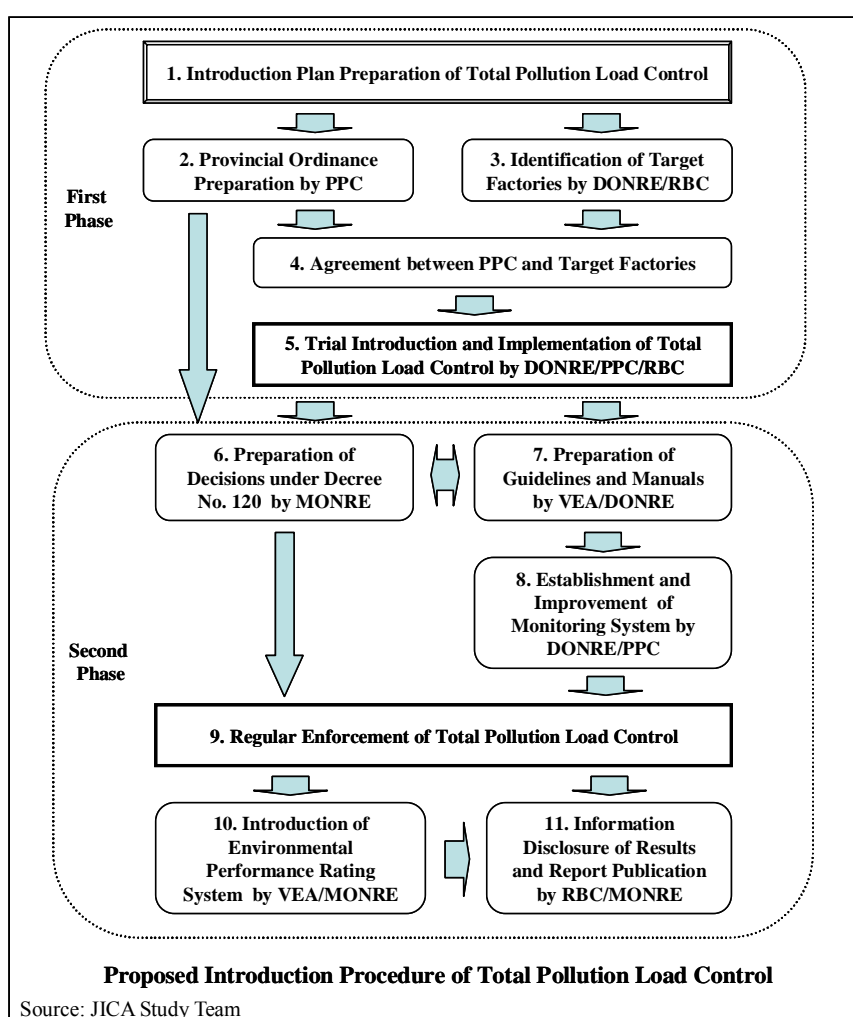 1. Introduction Plan Preparation of Total Pollution Load Control
2. Provincial Ordinance
Preparation by PPC
3. Identification of Target
Factories by DONRE/RBC
First
Phase
4. Agreement between PPC and Target Factories
5. Trial Introduction and Implementation of Total
Pollution Load Control by DONRE/PPC/RBC
6. Preparation of
Decisions under Decree
No. 120 by MONRE
7. Preparation of
Guidelines and Manuals
by VEA/DONRE
8. Establishment and
Improvement of
Monitoring System by
DONRE/PPC
Second
Phase
9. Regular Enforcement of Total Pollution Load Control
10. Introduction of
Environmental
Performance Rating
System by VEA/MONRE
11. Information
Disclosure of Results
and Report Publication
by RBC/MONRE
Proposed Introduction Procedure of Total Pollution Load Control
Source: JICA Study Team